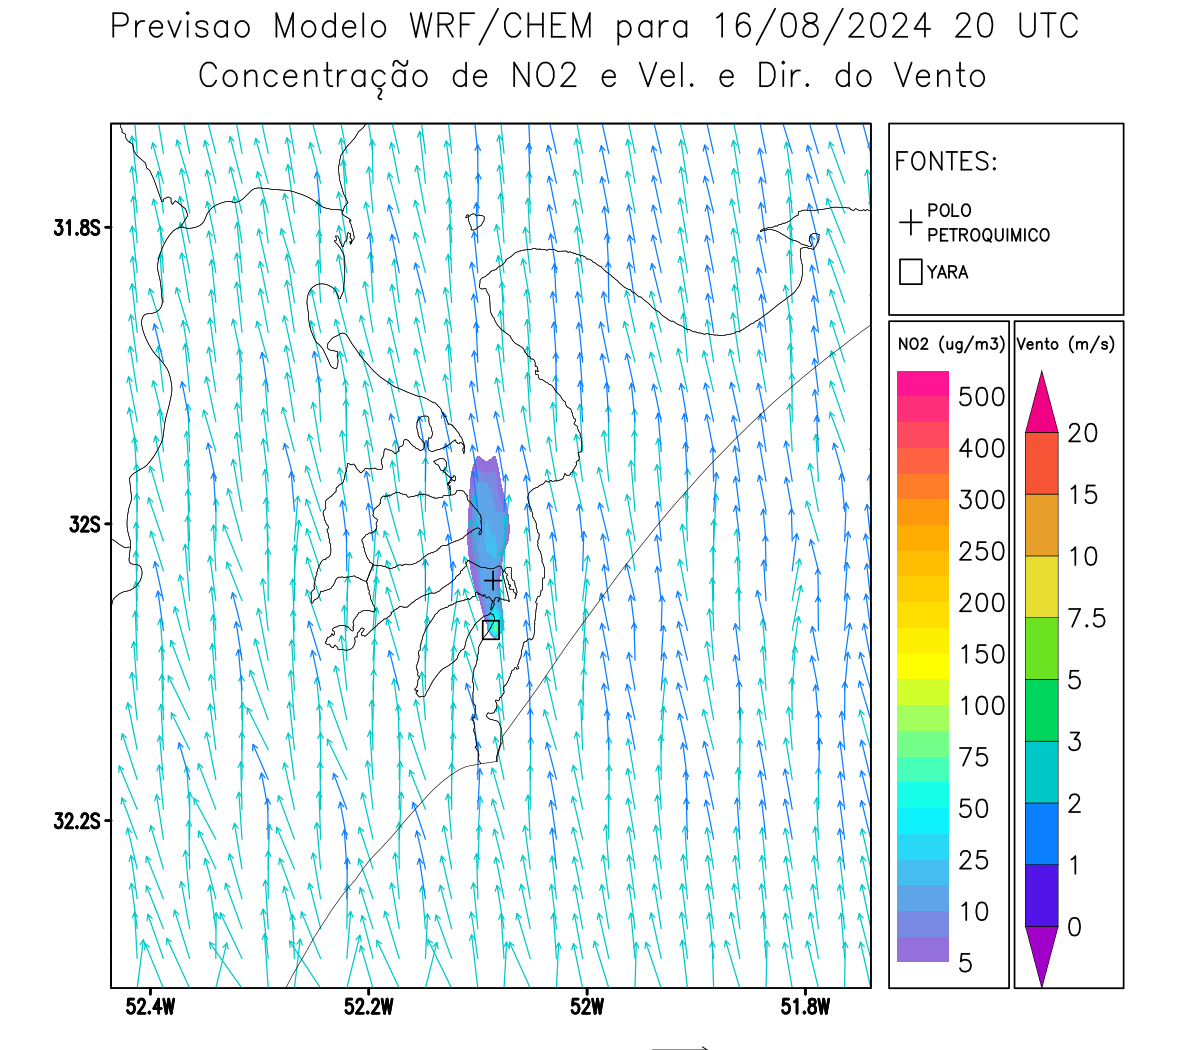 Previsao Modelo WRF/CHEM para 16/08/2024 20 UTC
Concentração de NO2 e Vel. e Dir. do Vento
FONTES:
POLO
PETROQUIMICO
YARA
NO2 (ug/m3)
500
400
300
250
200
150
100
75
50
25
10
5
Vento (m/s)
20
15
10
7.5
5
3
2
1
0
31.8S
32S
32.2S
52.4W
52.2W
52W
51.8W